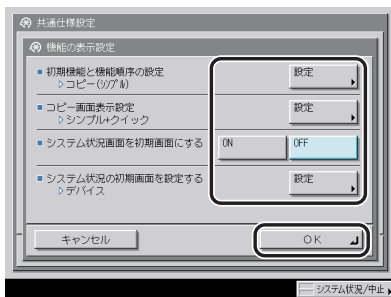 共通仕様設定
機能の表示設定
初期機能と機能順序の設定
コピー(ｼﾝﾌﾟﾙ)
設定
コピー画面表示設定
シンプル+クイック
設定
システム状況画面を初期画面にする
ON
OFF
システム状況の初期画面を設定する
デバイス
設定
キャンセル
OK
システム状況/中止